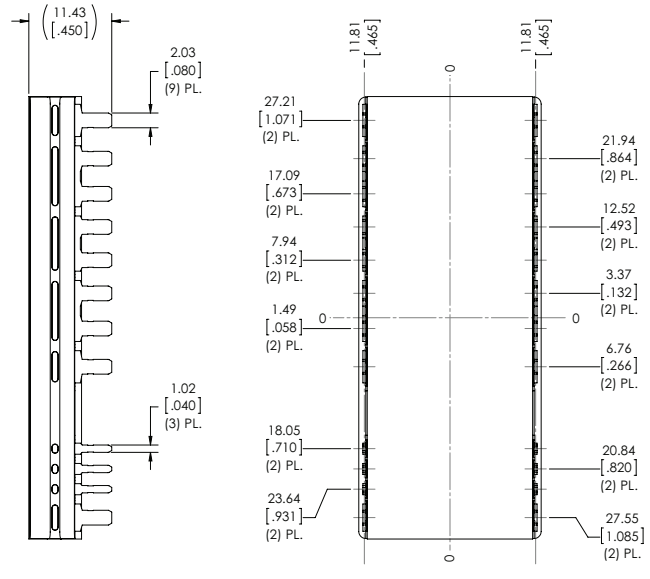 (11.43
[.450])
2.03
[.080]
(9) PL.
1.02
[.040]
(3) PL.
11.81
[.465]
11.81
[.465]
0
27.21
[1.071]
(2) PL.
21.94
[.864]
(2) PL.
17.09
[.673]
(2) PL.
12.52
[.493]
(2) PL.
7.94
[.312]
(2) PL.
3.37
[.132]
(2) PL.
0
0
1.49
[.058]
(2) PL.
6.76
[.266]
(2) PL.
18.05
[.710]
(2) PL.
20.84
[.820]
(2) PL.
23.64
[.931]
(2) PL.
27.55
[1.085]
(2) PL.
0